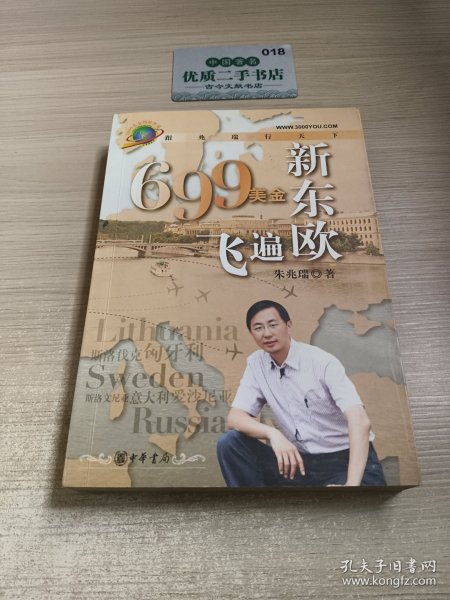 018
中国著名
优质二手书店
古今文献书店
WWW.3000YOU.COM
跟兆瑞行天下
699美金
飞遍
新东欧
朱兆瑞◎著
Lithuania
斯洛伐克匈牙利
Sweden
斯洛文尼亚意大利爱沙尼亚
Russia
中华书局
孔夫子旧书网
www.kongfz.com